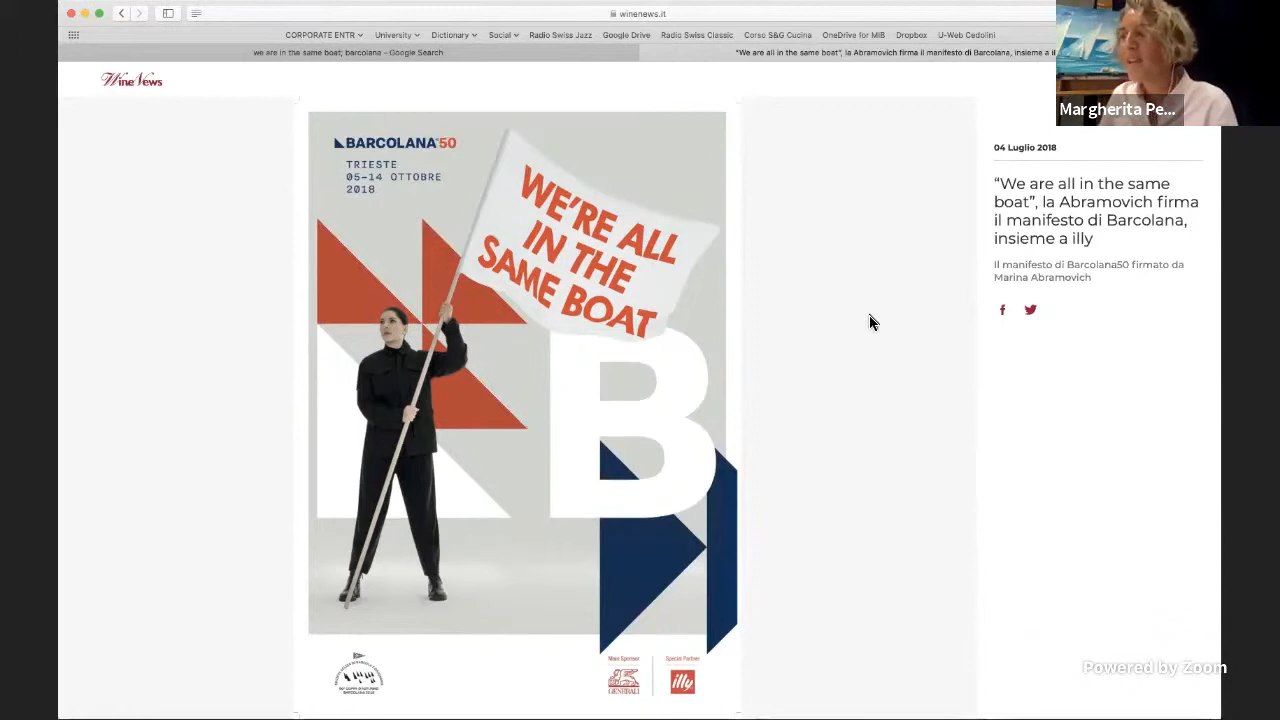 winenews.it
CORPORATE ENTR University Dictionary Social Radio Swiss Jazz Google Drive Radio Swiss Classic Corso S&G Cucina OneDrive for MIB Dropbox U-Web Cedolini
we are in the same boat; barcolana - Google Search
"We are all in the same boat", la Abramovich firma il manifesto di Barcolana, insieme a il
WineNews
Margherita Pe...
BARCOLANA 50
TRIESTE
05-14 OTTOBRE
2018
WE'RE ALL
IN THE
SAME BOAT
B
04 Luglio 2018
“We are all in the same
boat”, la Abramovich firma
il manifesto di Barcolana,
insieme a illy
Il manifesto di Barcolana50 firmato da
Marina Abramovich
Main Sponsor
GENERALI
Special Partner
illy
Powered by Zoom